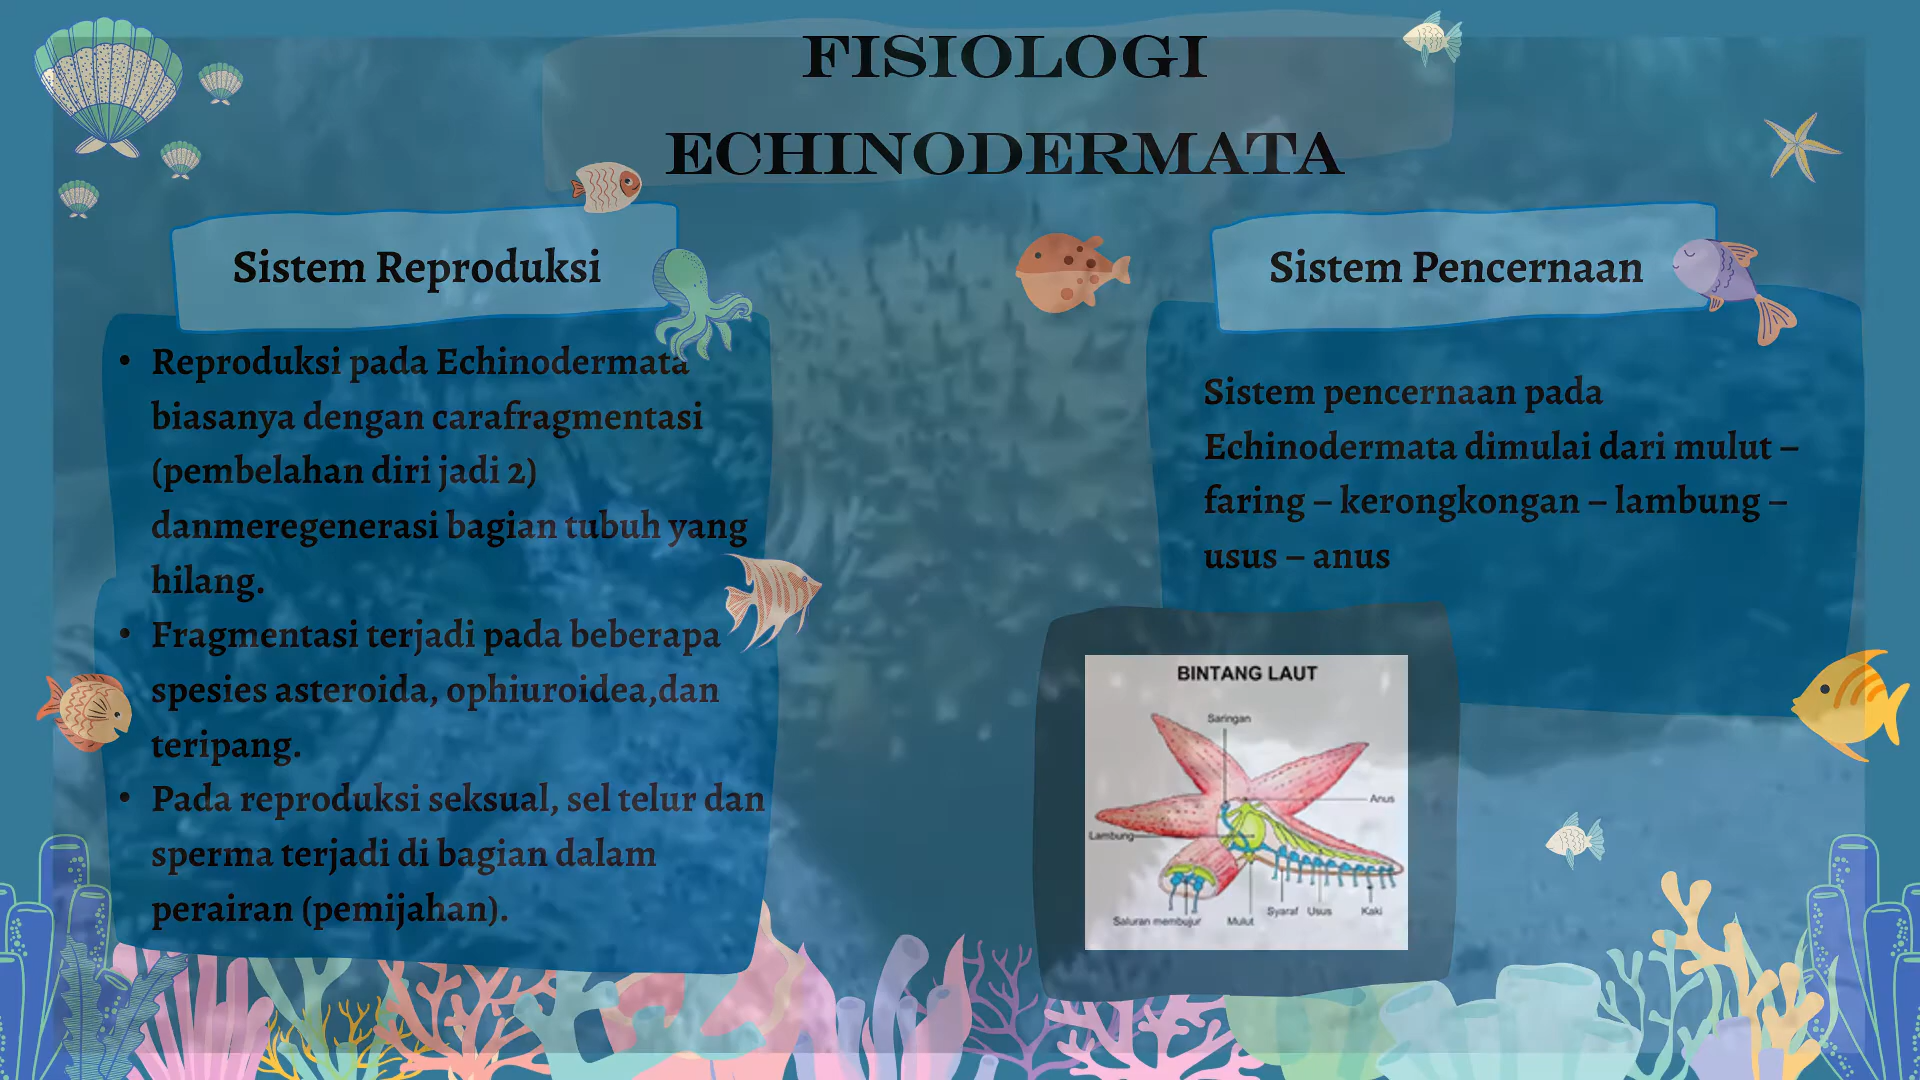 FISIOLOGI
ECHINODERMATA
Sistem Reproduksi
• Reproduksi pada Echinodermata
biasanya dengan carafragmentasi
(pembelahan diri jadi 2)
danmeregenerasi bagian tubuh yang
hilang.
• Fragmentasi terjadi pada beberapa
spesies asteroida, ophiuroidea,dan
teripang.
• Pada reproduksi seksual, sel telur dan
sperma terjadi di bagian dalam
perairan (pemijahan).
Sistem Pencernaan
Sistem pencernaan pada
Echinodermata dimulai dari mulut –
faring – kerongkongan – lambung –
usus – anus
BINTANG LAUT
Saringan
Anus
Lambung
Saluran membujur
Mulut
Syaraf
Usus
Kaki